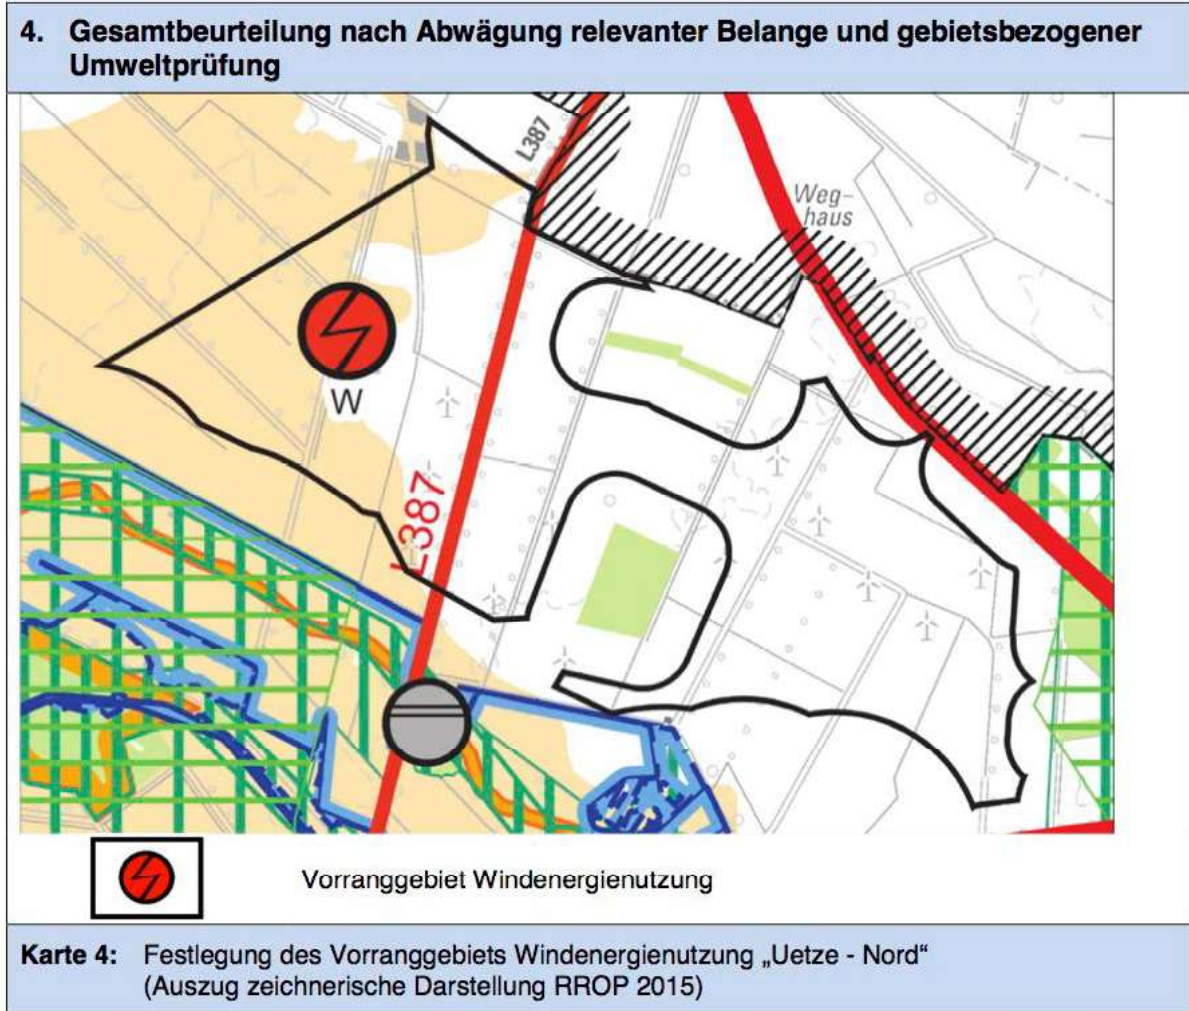 4. Gesamtbeurteilung nach Abwägung relevanter Belange und gebietsbezogener
Umweltprüfung
L387
Weg-
haus
W
L387
Vorranggebiet Windenergienutzung
Karte 4: Festlegung des Vorranggebiets Windenergienutzung „Uetze - Nord“
(Auszug zeichnerische Darstellung RROP 2015)